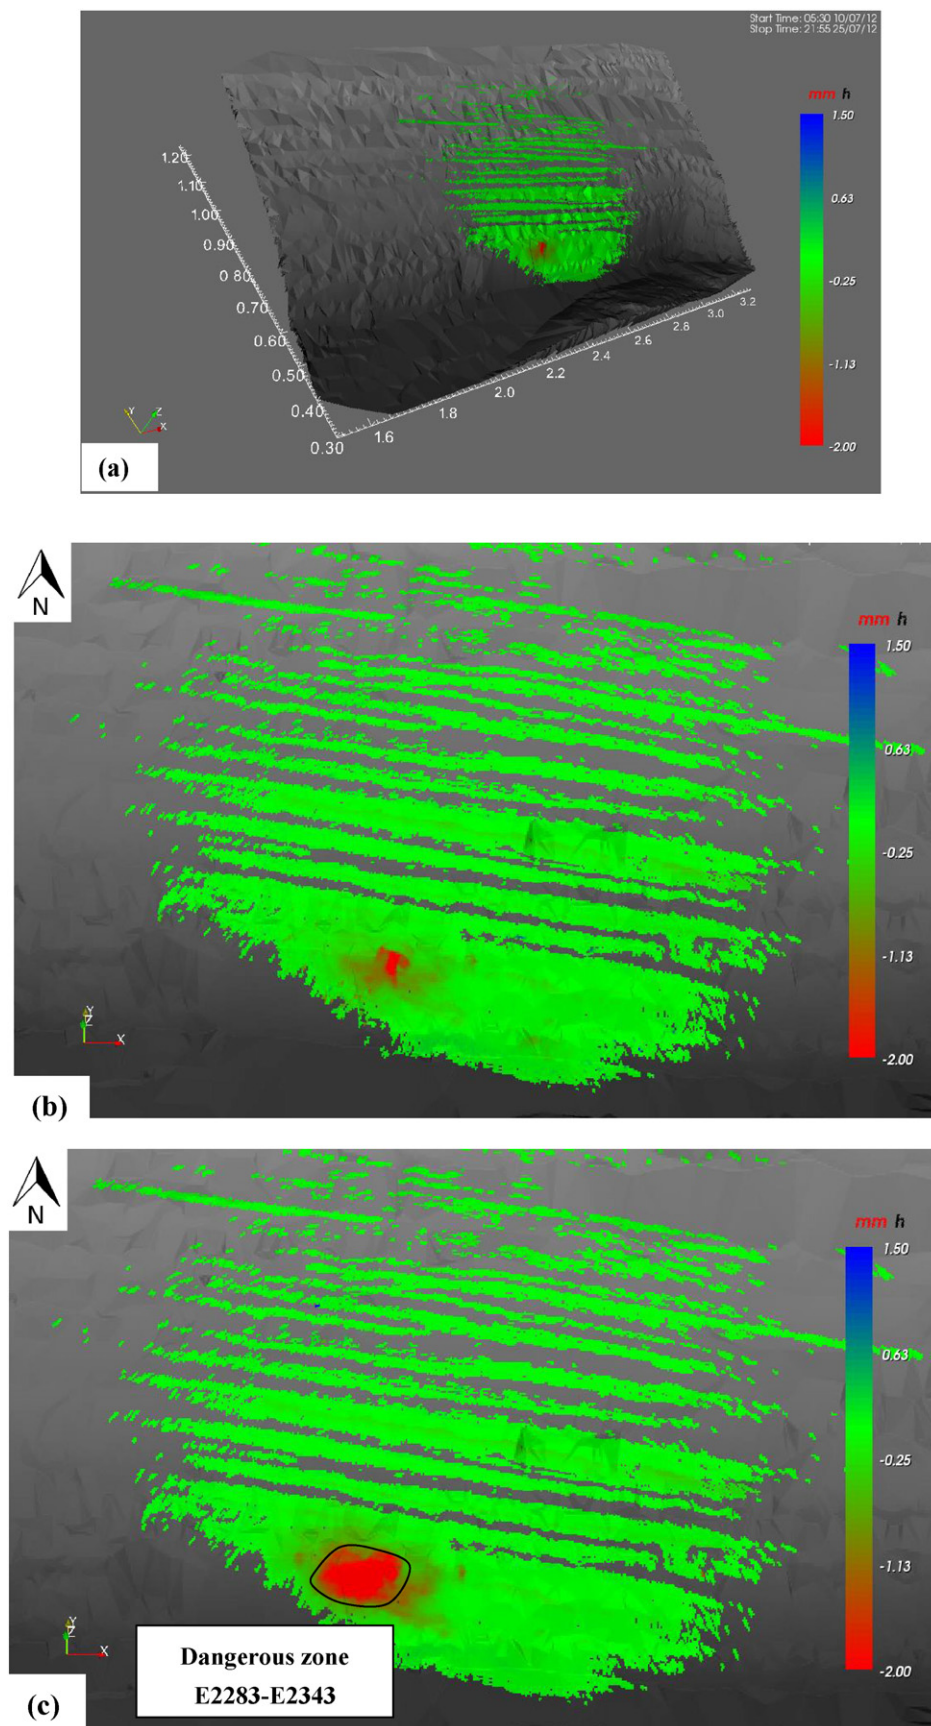 Start Time: 05:30 10/07/12
Stop Time: 21:55 25/07/12
mm h
1.50
0.63
-0.25
-1.13
-2.00
1.20
1.10
1.00
0.90
0 80
0.70
0.60
0.50
0.40
0.30
1.6
1.8
2.0
2.2
2.4
2.6
2.8
3.0
3.2
Y
Z
X
(a)
N
mm h
1.50
0.63
-0.25
-1.13
-2.00
Y
Z
X
(b)
N
mm h
1.50
0.63
-0.25
-1.13
-2.00
Y
Z
X
Dangerous zone
E2283-E2343
(c)